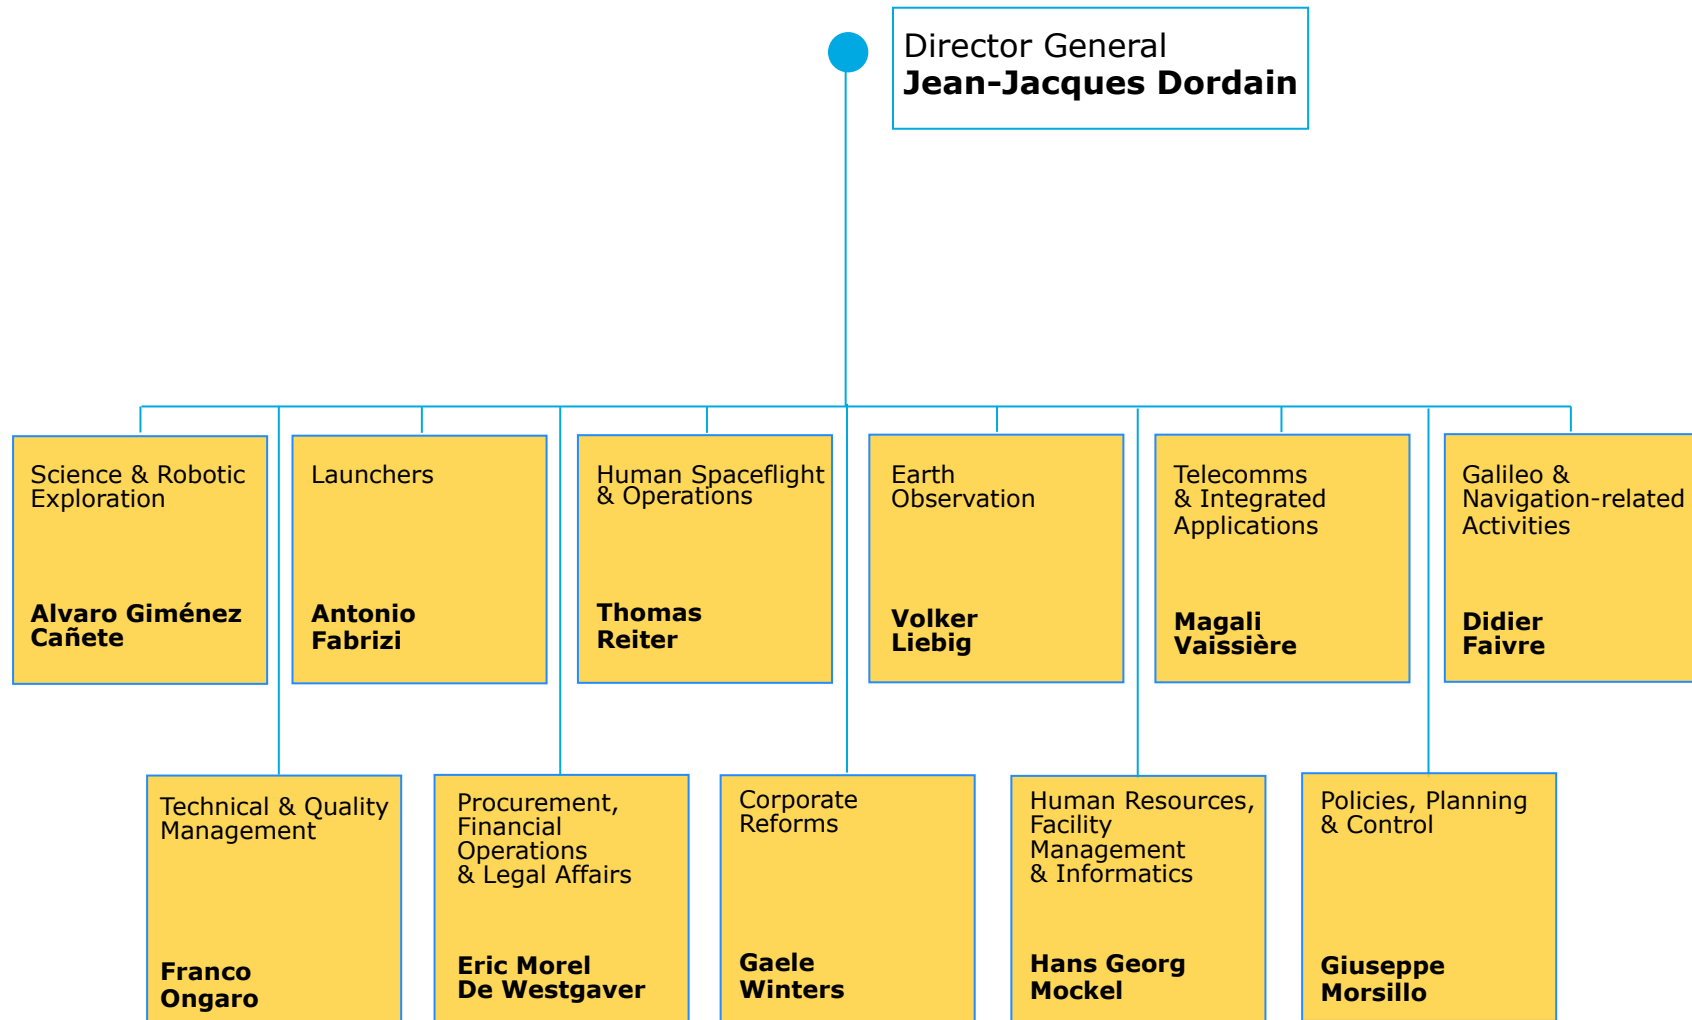 Director General
Jean-Jacques Dordain
Science & Robotic
Exploration
Alvaro Giménez
Cañete
Launchers
Antonio
Fabrizi
Human Spaceflight
& Operations
Thomas
Reiter
Earth
Observation
Volker
Liebig
Telecomms
& Integrated
Applications
Magali
Vaissière
Galileo &
Navigation-related
Activities
Didier
Faivre
Technical & Quality
Management
Franco
Ongaro
Procurement,
Financial
Operations
& Legal Affairs
Eric Morel
De Westgaver
Corporate
Reforms
Gaele
Winters
Human Resources,
Facility
Management
& Informatics
Hans Georg
Mockel
Policies, Planning
& Control
Giuseppe
Morsillo